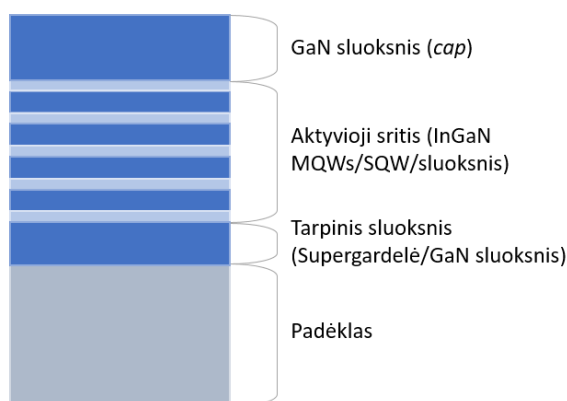 GaN sluoksnis (cap)
Aktyvioji sritis (InGaN
MQWs/SQW/sluoksnis)
Tarpinis sluoksnis
(Supergardelė/GaN sluoksnis)
Padėklas